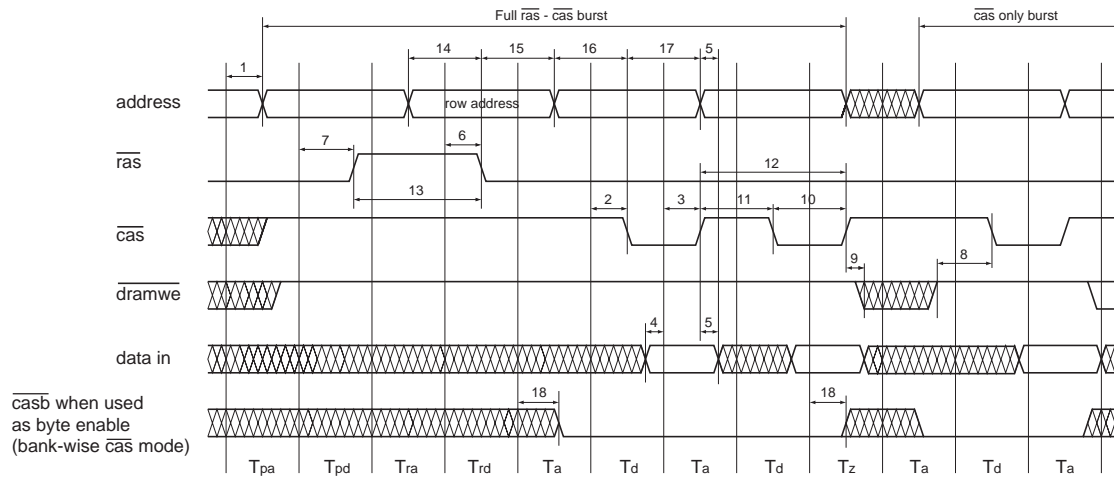 Full ras - cas burst
cas only burst
14 15 16 17 5
1
address
row address
7 6
ras
12
13
2 3 11 10
cas
9 8
dramwe
4 5
data in
18 18
casb when used
as byte enable
(bank-wise cas mode)
Tpa Tpd Tra Trd Ta Td Ta Td Tz Ta Td Ta